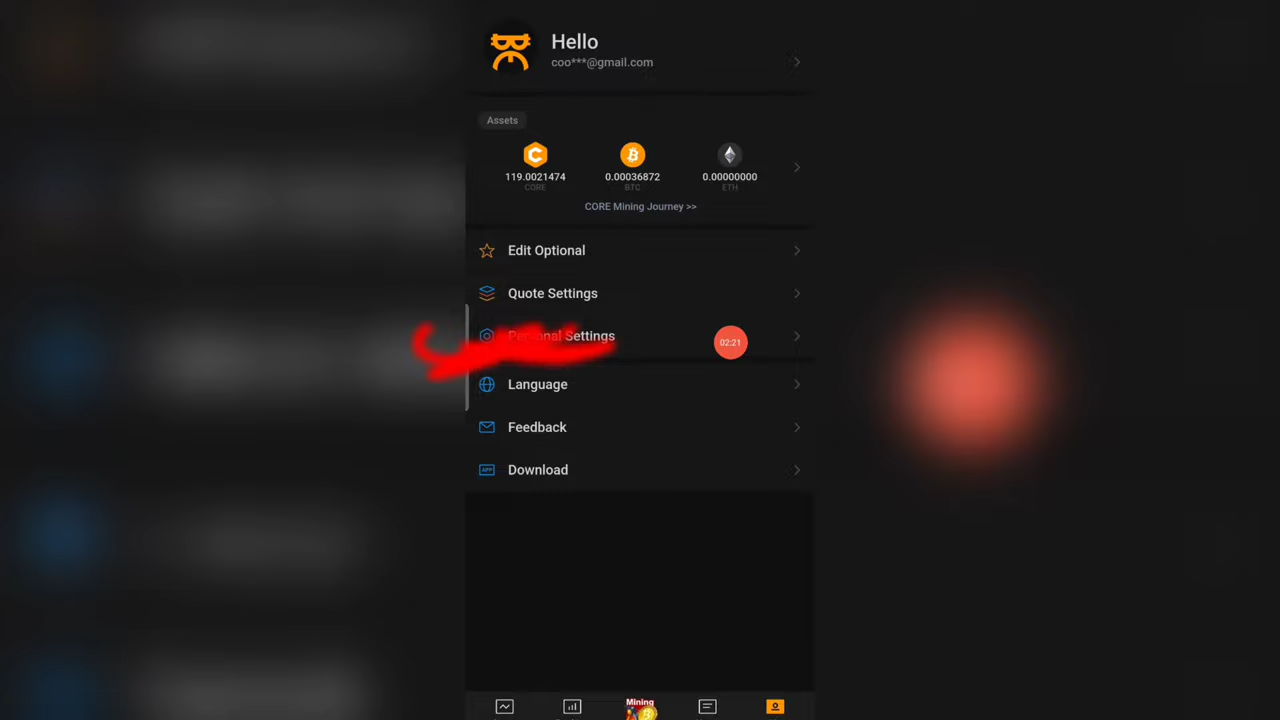 Hello
coo***@gmail.com
Assets
119.0021474
CORE
0.00036872
BTC
0.00000000
ETH
CORE Mining Journey >>
Edit Optional
Quote Settings
Personal Settings
02:21
Language
Feedback
APP
Download
Mining